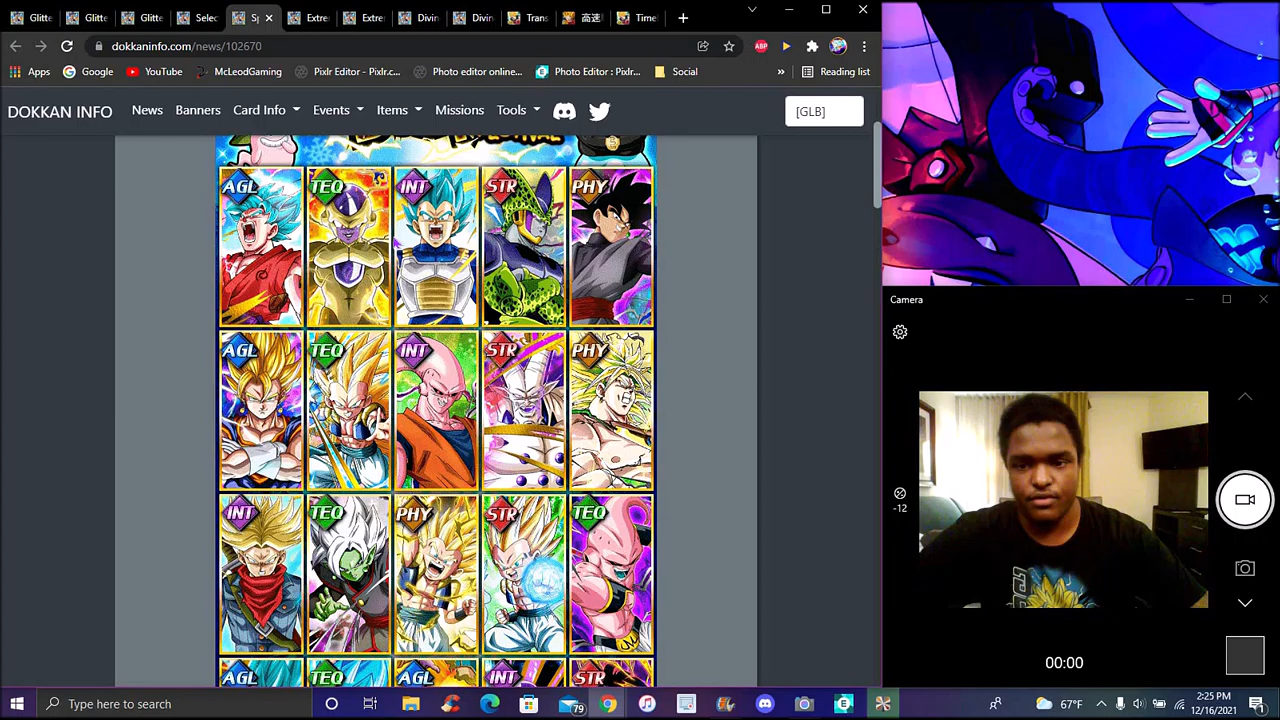 Glitte
Glitte
Glitte
Selec
Sp
Extre
Extre
Divin
Divin
Trans
高速
Time
dokkaninfo.com/news/102670
ABP
Apps
Google
YouTube
McLeodGaming
Pixlr Editor - Pixlr.c...
Photo editor online...
Photo Editor : Pixlr...
Social
»
Reading list
DOKKAN INFO
News
Banners
Card Info
Events
Items
Missions
Tools
[GLB]
AGL TEQ INT STR PHY
AGL TEQ INT STR PHY
INT TEQ PHY STR TEQ
AGL TEQ AGL INT STR
Camera
-12
00:00
Type here to search
79
67°F
2:25 PM
12/16/2021
1